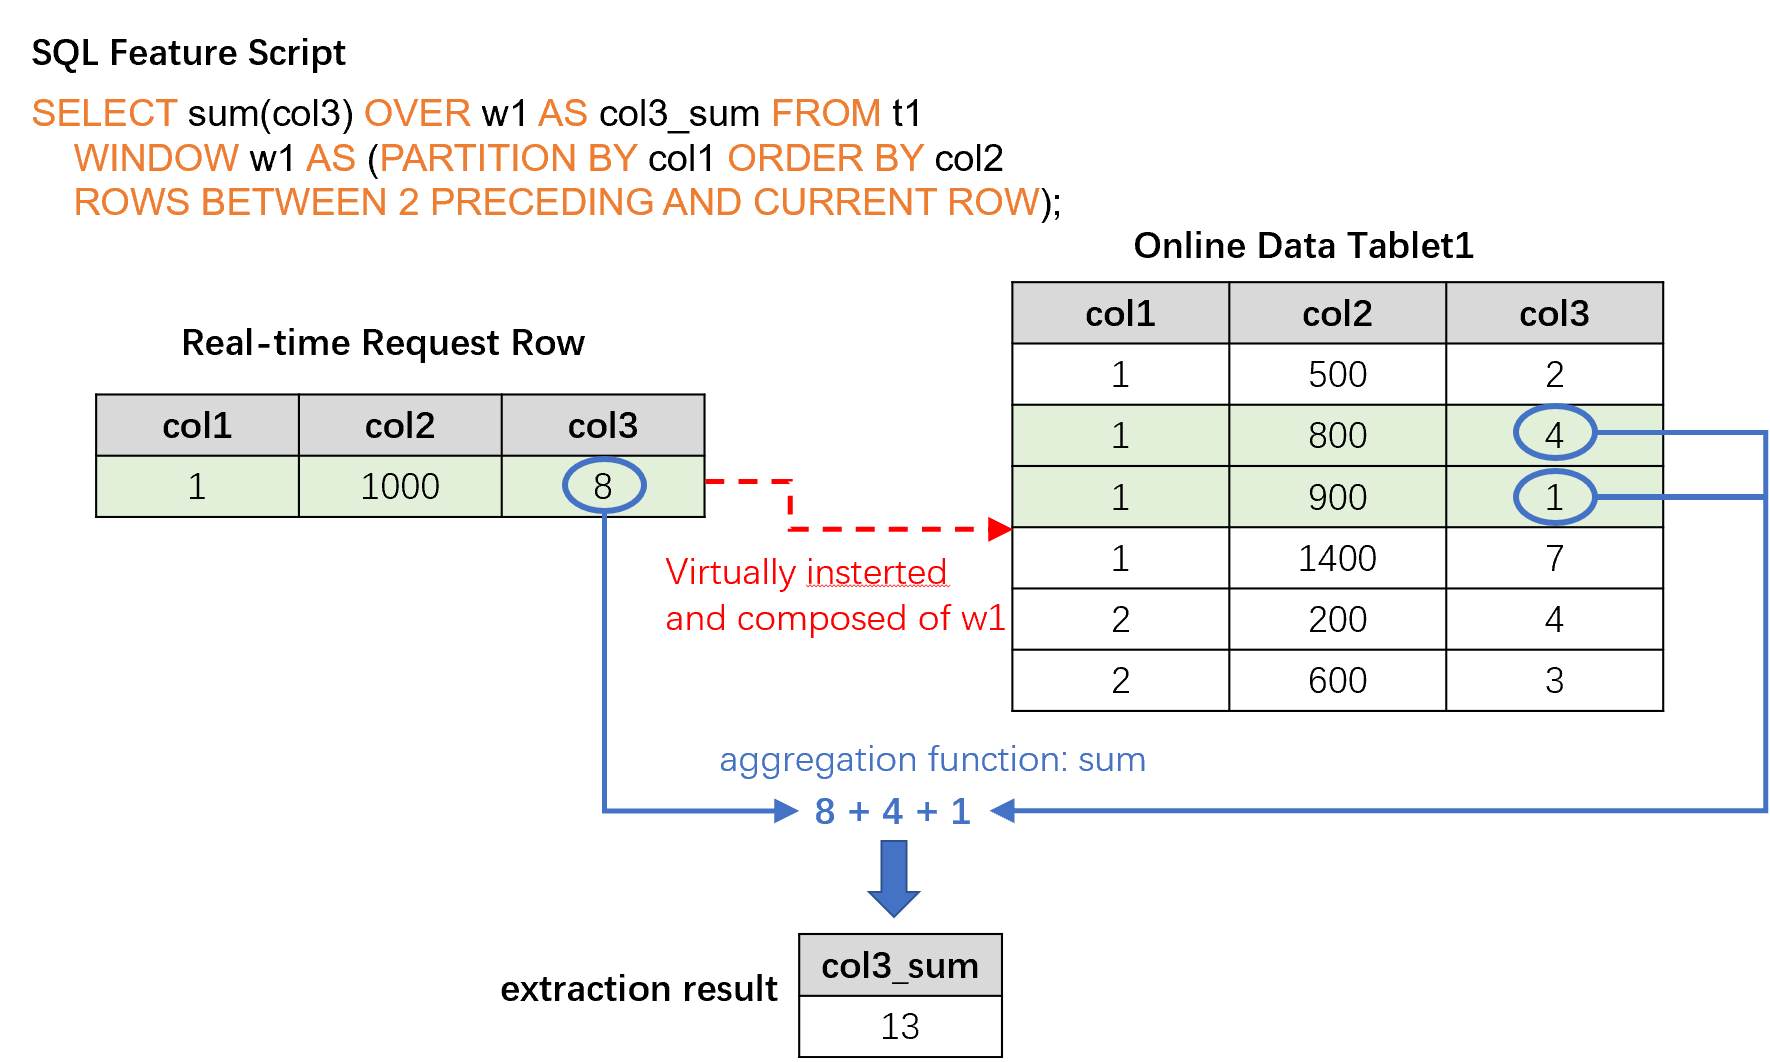 SQL Feature Script
SELECT sum(col3) OVER w1 AS col3_sum FROM t1
WINDOW w1 AS (PARTITION BY col1 ORDER BY col2
ROWS BETWEEN 2 PRECEDING AND CURRENT ROW);
Real-time Request Row
col1 col2 col3
1 1000 8
Online Data Tablet1
col1 col2 col3
1 500 2
1 800 4
1 900 1
1 1400 7
2 200 4
2 600 3
Virtually insterted
and composed of w1
aggregation function: sum
8 + 4 + 1
extraction result
col3_sum
13